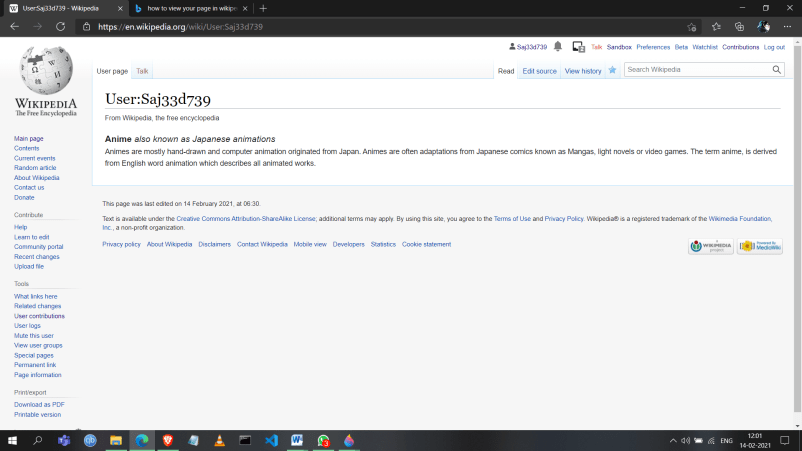 User:Saj33d739 - Wikipedia
how to view your page in wikipe
https://en.wikipedia.org/wiki/User:Saj33d739
Saj33d739 2 Talk Sandbox Preferences Beta Watchlist Contributions Log out
User page Talk Read Edit source View history Search Wikipedia
WIKIPEDIA
The Free Encyclopedia
User:Saj33d739
From Wikipedia, the free encyclopedia
Anime also known as Japanese animations
Animes are mostly hand-drawn and computer animation originated from Japan. Animes are often adaptations from Japanese comics known as Mangas, light novels or video games. The term anime, is derived
from English word animation which describes all animated works.
Main page
Contents
Current events
Random article
About Wikipedia
Contact us
Donate
Contribute
Help
Learn to edit
Community portal
Recent changes
Upload file
Tools
What links here
Related changes
User contributions
User logs
Mute this user
View user groups
Special pages
Permanent link
Page information
Print/export
Download as PDF
Printable version
This page was last edited on 14 February 2021, at 06:30.
Text is available under the Creative Commons Attribution-ShareAlike License; additional terms may apply. By using this site, you agree to the Terms of Use and Privacy Policy. Wikipedia® is a registered trademark of the Wikimedia Foundation,
Inc., a non-profit organization.
Privacy policy About Wikipedia Disclaimers Contact Wikipedia Mobile view Developers Statistics Cookie statement
WIKIMEDIA
project
Powered By
MediaWiki
3
ENG
12:01
14-02-2021